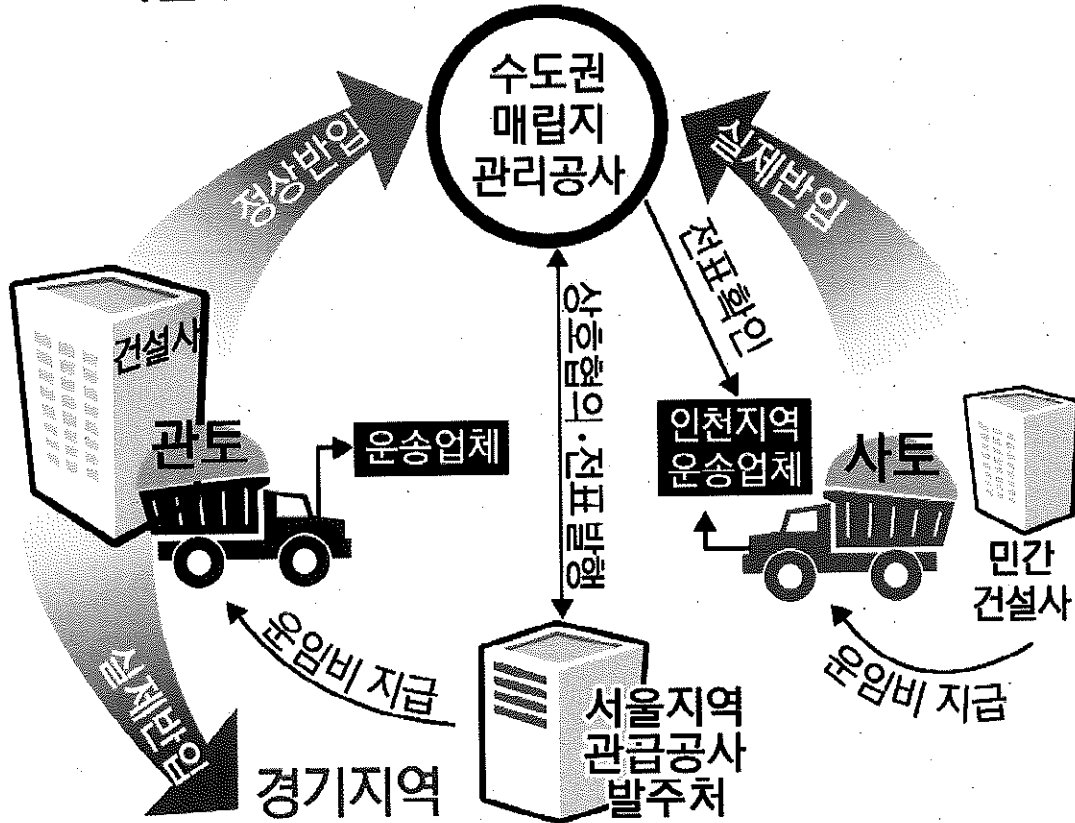 수도권
매립지
관리공사
정상반입
실제반입
전표확인
상호협의·전표발행
건설사
관토
운송업체
인천지역
운송업체
사토
민간
건설사
운임비 지급
운임비 지급
실제반입
경기지역
서울지역
관급공사
발주처